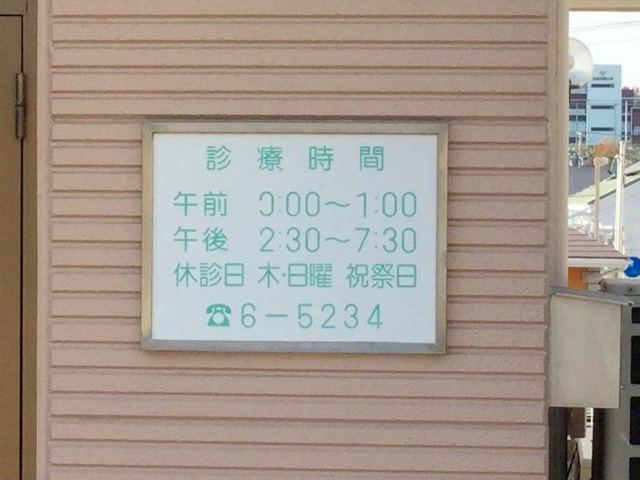 診療時間
午前 0:00〜1:00
午後 2:30〜7:30
休診日 木・日曜 祝祭日
☎6－5234